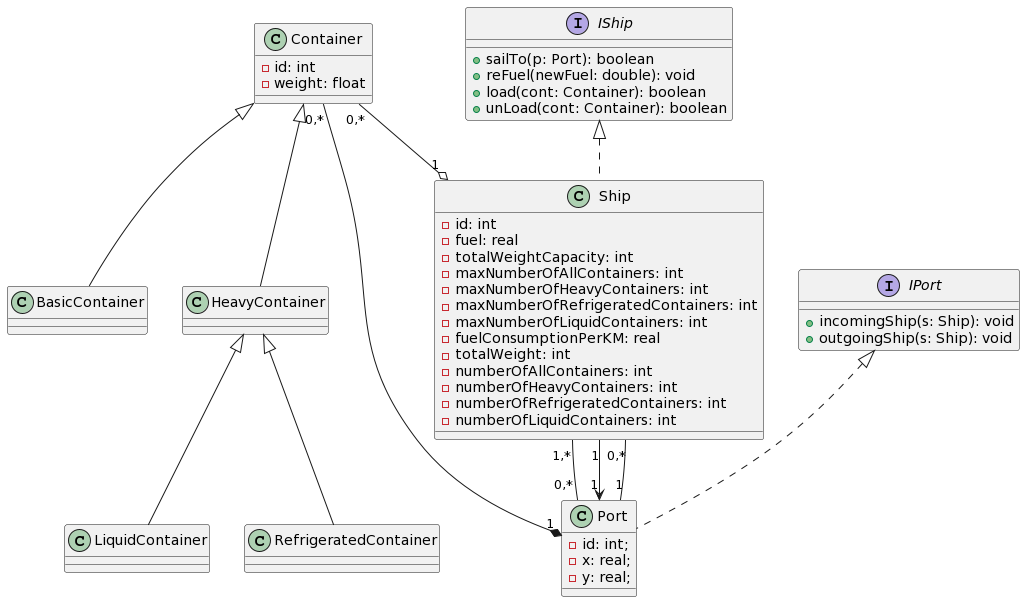 C Container
- id: int
- weight: float
I IShip
+ sailTo(p: Port): boolean
+ reFuel(newFuel: double): void
+ load(cont: Container): boolean
+ unLoad(cont: Container): boolean
0,*
0,*
1
C Ship
- id: int
- fuel: real
- totalWeightCapacity: int
- maxNumberOfAllContainers: int
- maxNumberOfHeavyContainers: int
- maxNumberOfRefrigeratedContainers: int
- maxNumberOfLiquidContainers: int
- fuelConsumptionPerKM: real
- totalWeight: int
- numberOfAllContainers: int
- numberOfHeavyContainers: int
- numberOfRefrigeratedContainers: int
- numberOfLiquidContainers: int
C BasicContainer
C HeavyContainer
I IPort
+ incomingShip(s: Ship): void
+ outgoingShip(s: Ship): void
1,*
1
0,*
0,*
1
1
1
C LiquidContainer
C RefrigeratedContainer
C Port
- id: int;
- x: real;
- y: real;